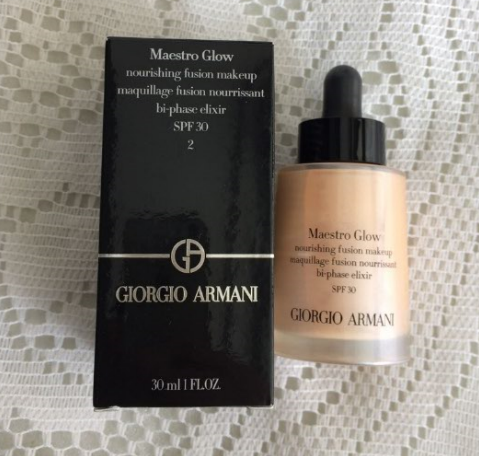 Maestro Glow
nourishing fusion makeup
maquillage fusion nourrissant
bi-phase elixir
SPF 30
2
GA
GIORGIO ARMANI
30 ml 1 FL.OZ.
Maestro Glow
nourishing fusion makeup
maquillage fusion nourrissant
bi-phase elixir
SPF 30
GIORGIO ARMANI